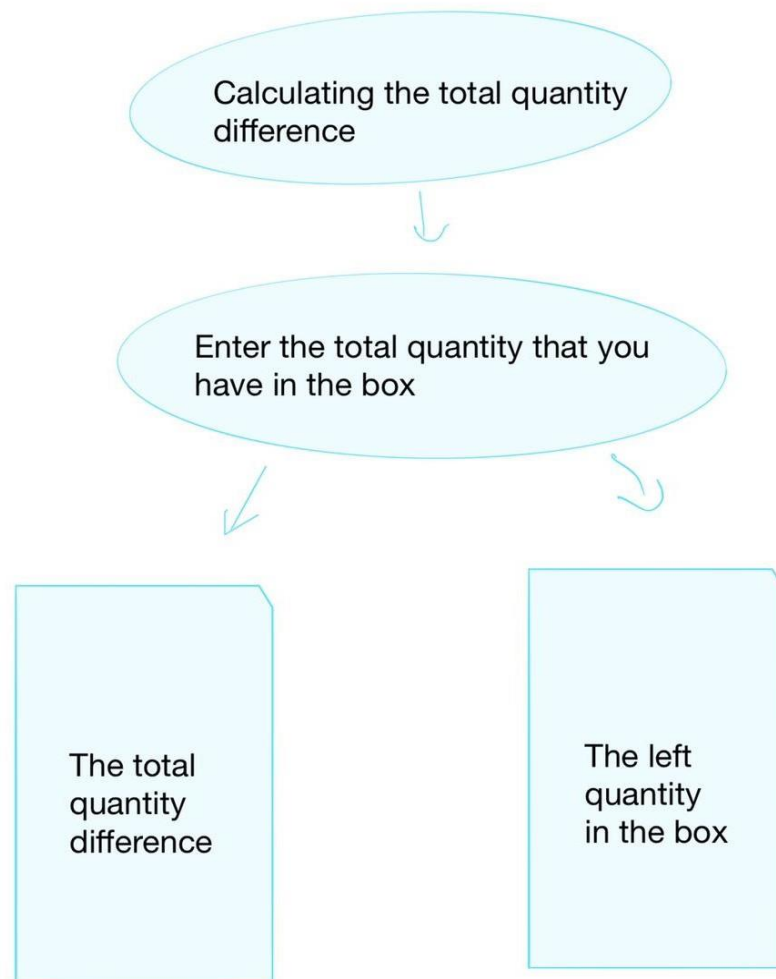 Calculating the total quantity
difference
Enter the total quantity that you
have in the box
The total
quantity
difference
The left
quantity
in the box